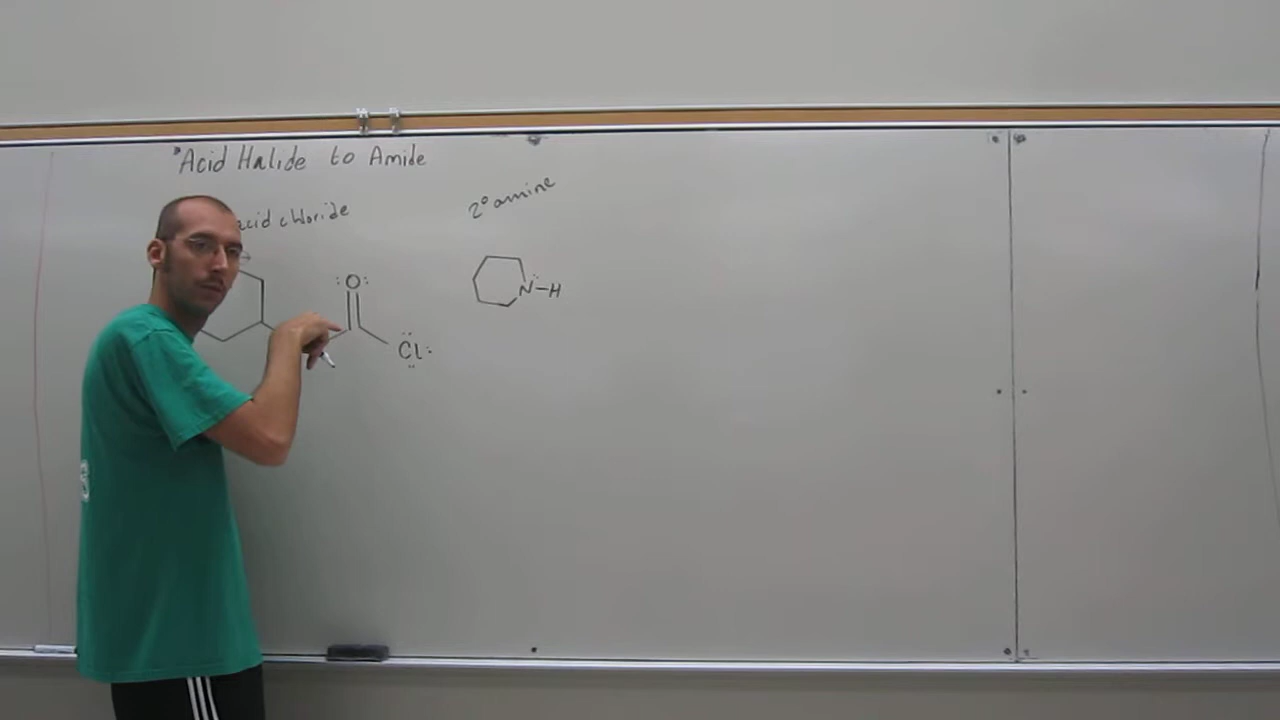 Acid Halide to Amide
acid chloride
2° amine
:O:
N-H
:Cl: